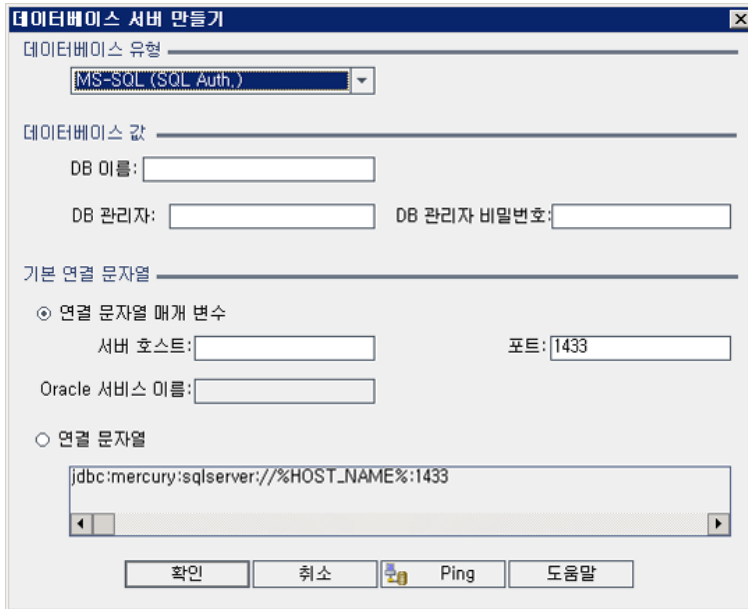 데이터베이스 서버 만들기
데이터베이스 유형
MS-SQL (SQL Auth.)
데이터베이스 값
DB 이름:
DB 관리자: DB 관리자 비밀번호:
기본 연결 문자열
연결 문자열 매개 변수
서버 호스트: 포트: 1433
Oracle 서비스 이름:
연결 문자열
jdbc:mercury:sqlserver://%HOST_NAME%:1433
확인 취소 Ping 도움말